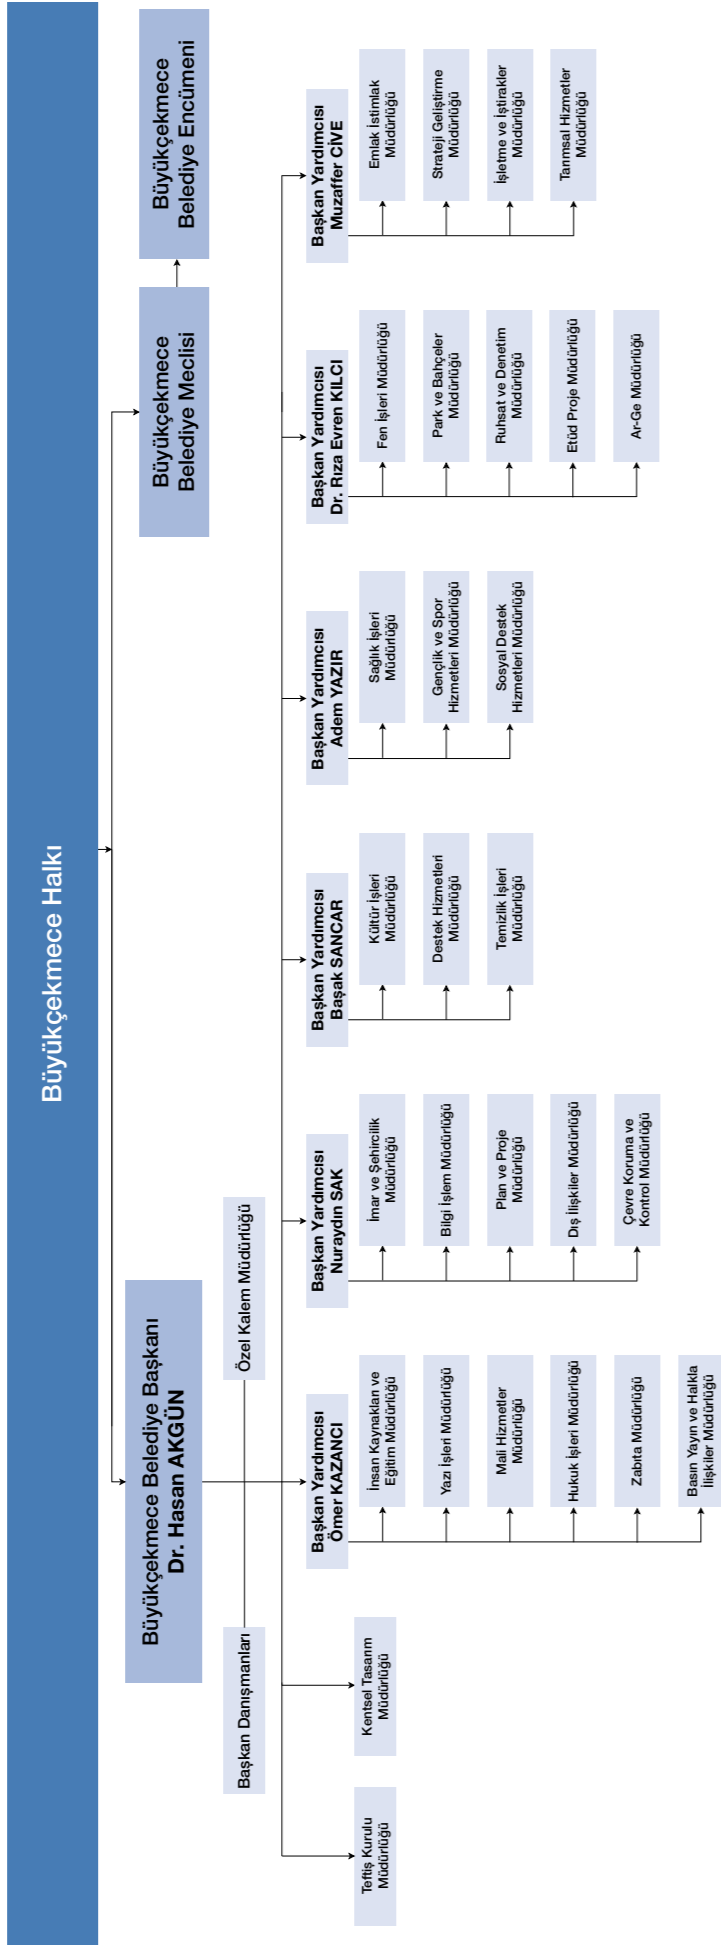 Büyükçekmece Halkı
Büyükçekmece Belediye Başkanı
Dr. Hasan AKGÜN
Büyükçekmece
Belediye Meclisi
Büyükçekmece
Belediye Encümeni
Başkan Danışmanları
Özel Kalem Müdürlüğü
Teftiş Kurulu
Müdürlüğü
Kentsel Tasarım
Müdürlüğü
Başkan Yardımcısı
Ömer KAZANCI
İnsan Kaynakları ve
Eğitim Müdürlüğü
Yazı İşleri Müdürlüğü
Mali Hizmetler
Müdürlüğü
Hukuk İşleri Müdürlüğü
Zabıta Müdürlüğü
Basın Yayın ve Halkla
İlişkiler Müdürlüğü
Başkan Yardımcısı
Nuraydın SAK
İmar ve Şehircilik
Müdürlüğü
Bilgi İşlem Müdürlüğü
Plan ve Proje
Müdürlüğü
Dış İlişkiler Müdürlüğü
Çevre Koruma ve
Kontrol Müdürlüğü
Başkan Yardımcısı
Başak SANCAR
Kültür İşleri
Müdürlüğü
Destek Hizmetleri
Müdürlüğü
Temizlik İşleri
Müdürlüğü
Başkan Yardımcısı
Adem YAZIR
Sağlık İşleri
Müdürlüğü
Gençlik ve Spor
Hizmetleri Müdürlüğü
Sosyal Destek
Hizmetleri Müdürlüğü
Başkan Yardımcısı
Dr. Rıza Evren KILCI
Fen İşleri Müdürlüğü
Park ve Bahçeler
Müdürlüğü
Ruhsat ve Denetim
Müdürlüğü
Etüd Proje Müdürlüğü
Ar-Ge Müdürlüğü
Başkan Yardımcısı
Muzaffer CİVE
Emlak İstimlak
Müdürlüğü
Strateji Geliştirme
Müdürlüğü
İşletme ve İştirakler
Müdürlüğü
Tarımsal Hizmetler
Müdürlüğü